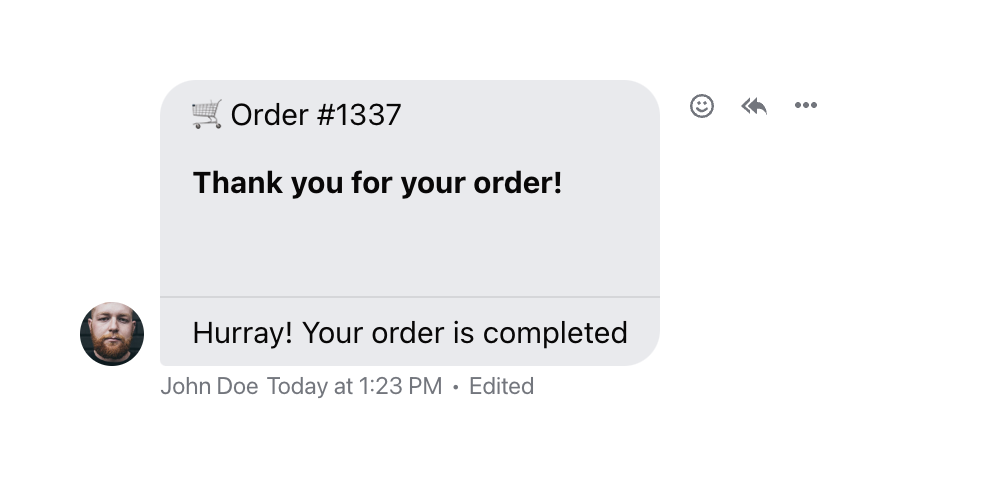 🛒 Order #1337
Thank you for your order!
Hurray! Your order is completed
John Doe Today at 1:23 PM • Edited